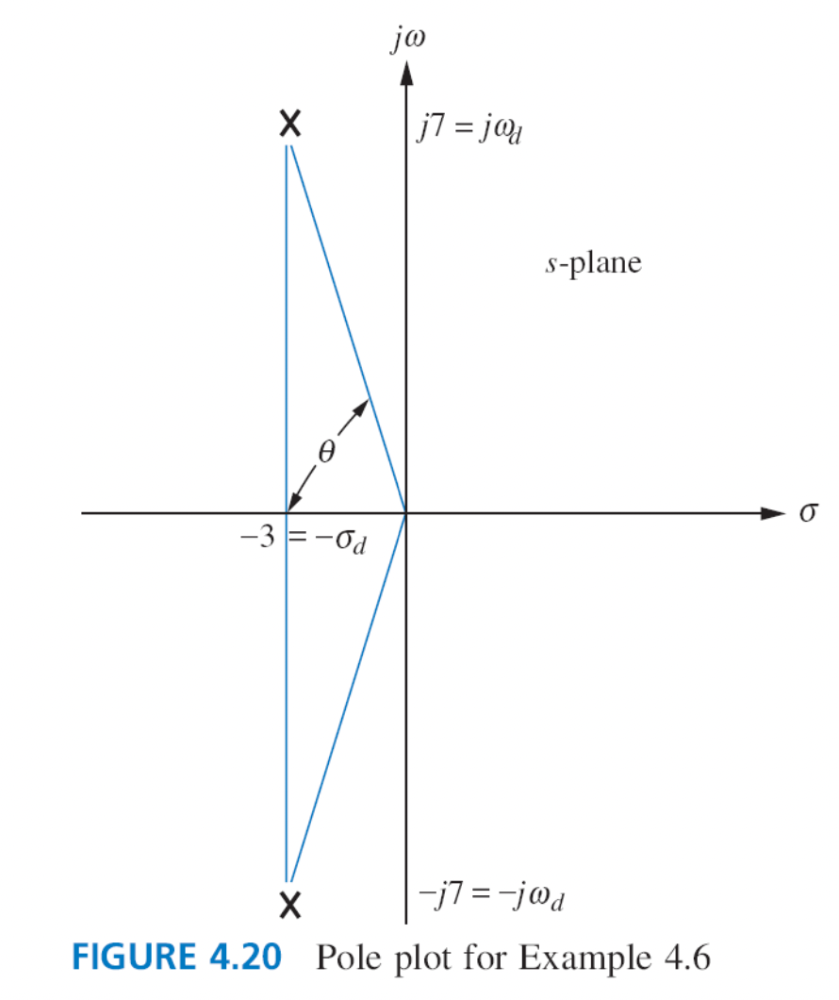 jω
X
j7 = jω_d
s-plane
θ
σ
−3 = −σ_d
−j7 = −jω_d
X
FIGURE 4.20 Pole plot for Example 4.6